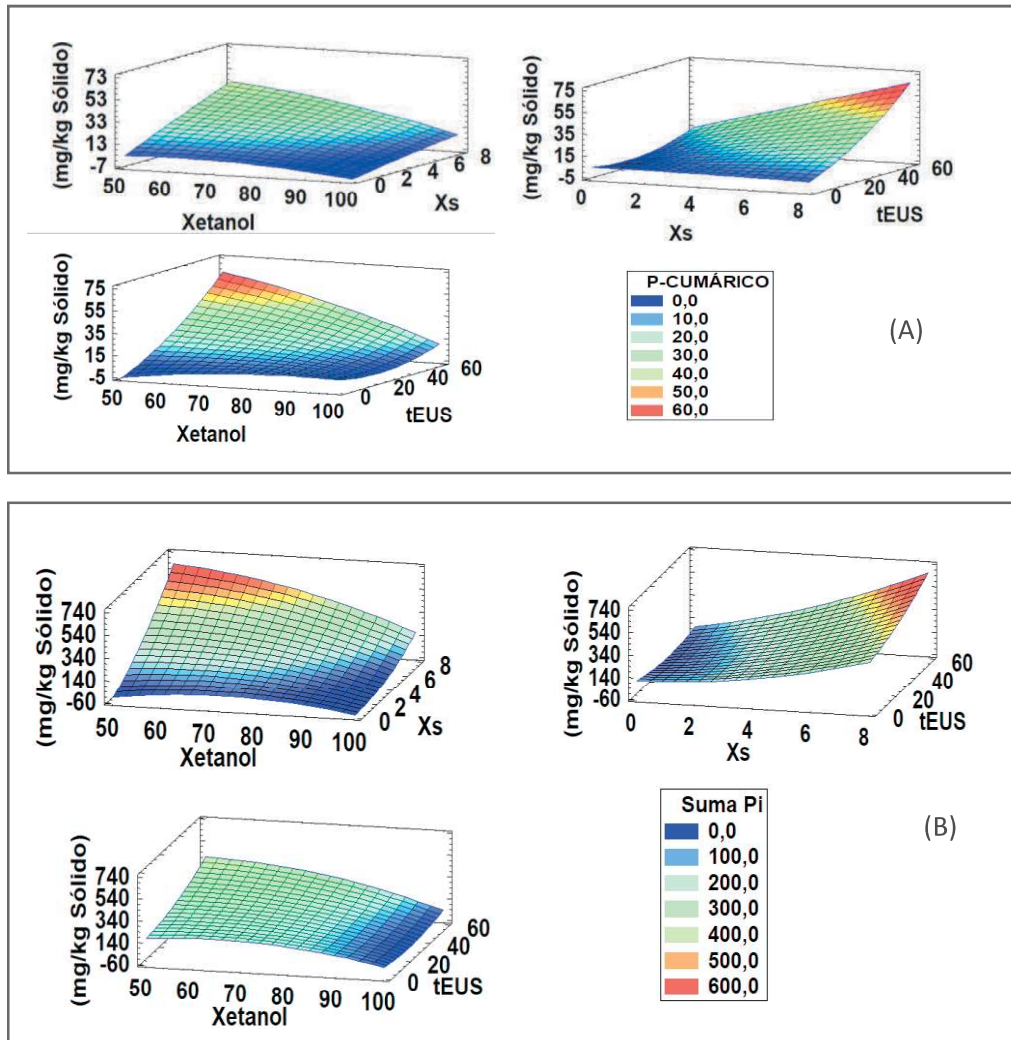 (mg/kg Sólido)
73
53
33
13
-7
50 60 70 80 90 100
Xetanol
0 2 4 6 8
Xs
(mg/kg Sólido)
75
55
35
15
-5
0 2 4 6 8
Xs
0 20 40 60
tEUS
(mg/kg Sólido)
75
55
35
15
-5
50 60 70 80 90 100
Xetanol
0 20 40 60
tEUS
P-CUMÁRICO
0,0
10,0
20,0
30,0
40,0
50,0
60,0
(A)
(mg/kg Sólido)
740
540
340
140
-60
50 60 70 80 90 100
Xetanol
0 2 4 6 8
Xs
(mg/kg Sólido)
740
540
340
140
-60
0 2 4 6 8
Xs
0 20 40 60
tEUS
(mg/kg Sólido)
740
540
340
140
-60
50 60 70 80 90 100
Xetanol
0 20 40 60
tEUS
Suma Pi
0,0
100,0
200,0
300,0
400,0
500,0
600,0
(B)